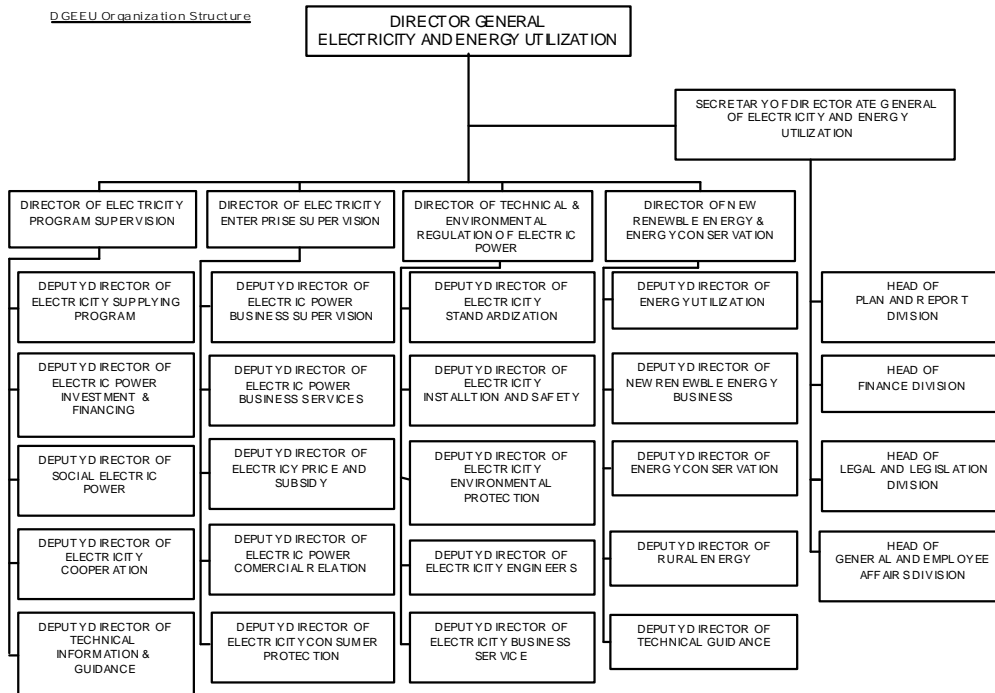 DGEEU Organization Structure
DIRECTOR GENERAL
ELECTRICITY AND ENERGY UTILIZATION
SECRETARY OF DIRECTORATE GENERAL
OF ELECTRICITY AND ENERGY
UTILIZATION
DIRECTOR OF ELECTRICITY
PROGRAM SUPERVISION
DIRECTOR OF ELECTRICITY
ENTERPRISE SUPERVISION
DIRECTOR OF TECHNICAL &
ENVIRONMENTAL
REGULATION OF ELECTRIC
POWER
DIRECTOR OF NEW
RENEWBLE ENERGY &
ENERGY CONSERVATION
DEPUTY DIRECTOR OF
ELECTRICITY SUPPLYING
PROGRAM
DEPUTY DIRECTOR OF
ELECTRIC POWER
BUSINESS SUPERVISION
DEPUTY DIRECTOR OF
ELECTRICITY
STANDARDIZATION
DEPUTY DIRECTOR OF
ENERGY UTILIZATION
HEAD OF
PLAN AND REPORT
DIVISION
DEPUTY DIRECTOR OF
ELECTRIC POWER
INVESTMENT &
FINANCING
DEPUTY DIRECTOR OF
ELECTRIC POWER
BUSINESS SERVICES
DEPUTY DIRECTOR OF
ELECTRICITY
INSTALLTION AND SAFETY
DEPUTY DIRECTOR OF
NEW RENEWBLE ENERGY
BUSINESS
HEAD OF
FINANCE DIVISION
DEPUTY DIRECTOR OF
SOCIAL ELECTRIC
POWER
DEPUTY DIRECTOR OF
ELECTRICY PRICE AND
SUBSIDY
DEPUTY DIRECTOR OF
ELECTRICITY
ENVIRONMENTAL
PROTECTION
DEPUTY DIRECTOR OF
ENERGY CONSERVATION
HEAD OF
LEGAL AND LEGISLATION
DIVISION
DEPUTY DIRECTOR OF
ELECTRICITY
COOPERATION
DEPUTY DIRECTOR OF
ELECTRIC POWER
COMERCIAL RELATION
DEPUTY DIRECTOR OF
ELECTRICITY ENGINEERS
DEPUTY DIRECTOR OF
RURAL ENERGY
HEAD OF
GENERAL AND EMPLOYEE
AFFAIRS DIVISION
DEPUTY DIRECTOR OF
TECHNICAL
INFORMATION &
GUIDANCE
DEPUTY DIRECTOR OF
ELECTRICITY CONSUMER
PROTECTION
DEPUTY DIRECTOR OF
ELECTRICITY BUSINESS
SERVICE
DEPUTY DIRECTOR OF
TECHNICAL GUIDANCE